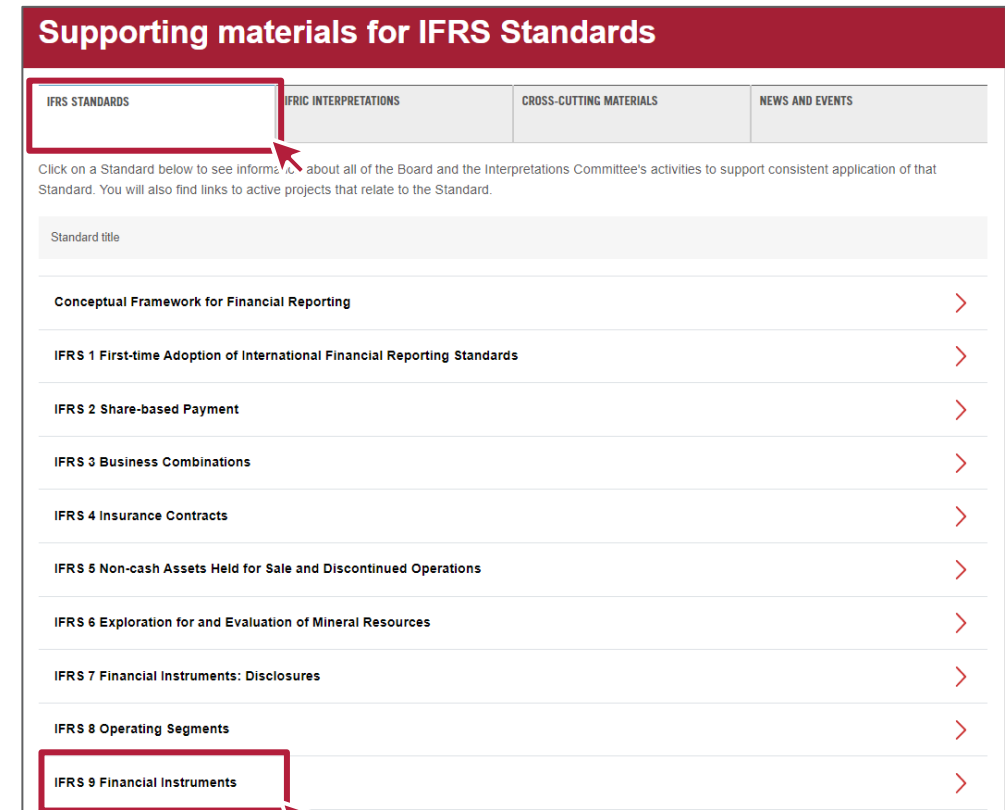 Supporting materials for IFRS Standards
IFRS STANDARDS
IFRIC INTERPRETATIONS
CROSS-CUTTING MATERIALS
NEWS AND EVENTS
Click on a Standard below to see information about all of the Board and the Interpretations Committee's activities to support consistent application of that
Standard. You will also find links to active projects that relate to the Standard.
Standard title
Conceptual Framework for Financial Reporting
IFRS 1 First-time Adoption of International Financial Reporting Standards
IFRS 2 Share-based Payment
IFRS 3 Business Combinations
IFRS 4 Insurance Contracts
IFRS 5 Non-cash Assets Held for Sale and Discontinued Operations
IFRS 6 Exploration for and Evaluation of Mineral Resources
IFRS 7 Financial Instruments: Disclosures
IFRS 8 Operating Segments
IFRS 9 Financial Instruments